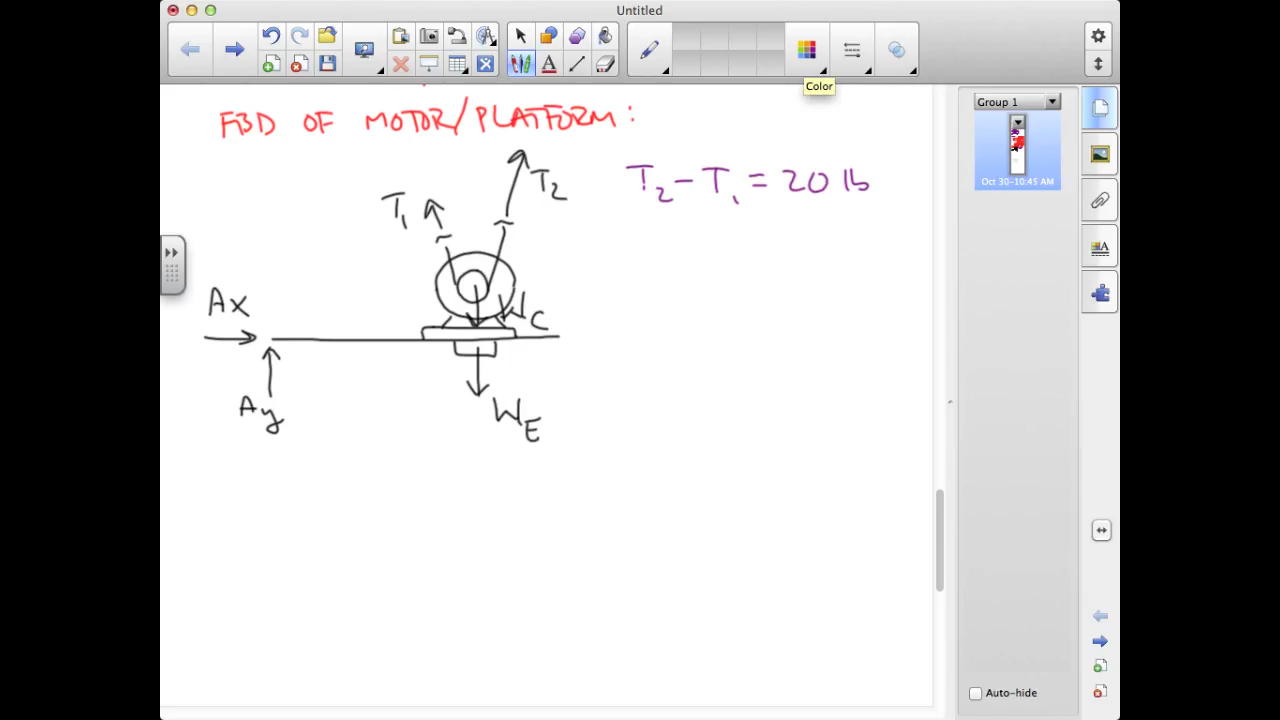 Untitled
Color
Group 1
Oct 30-10:45 AM
FBD OF MOTOR/PLATFORM:
T2 - T1 = 20 lb
T1
T2
Ax
Wc
Ay
WE
Auto-hide